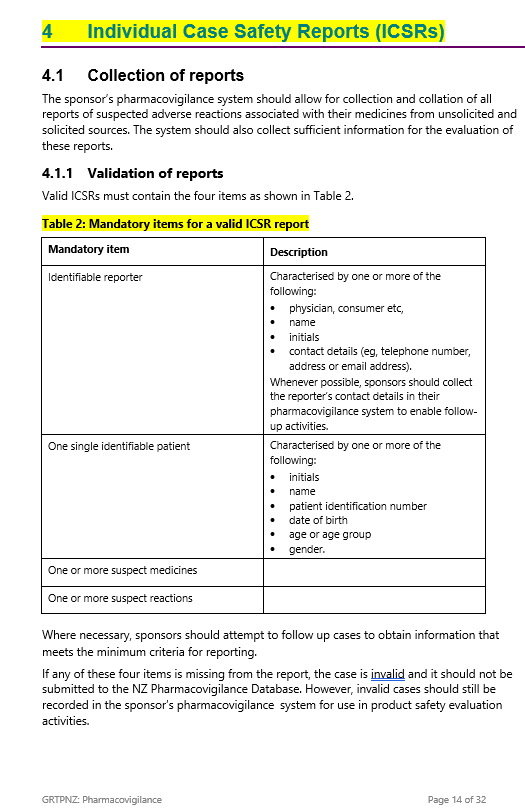 4 Individual Case Safety Reports (ICSRs)
4.1 Collection of reports
The sponsor's pharmacovigilance system should allow for collection and collation of all
reports of suspected adverse reactions associated with their medicines from unsolicited and
solicited sources. The system should also collect sufficient information for the evaluation of
these reports.
4.1.1 Validation of reports
Valid ICSRs must contain the four items as shown in Table 2.
Table 2: Mandatory items for a valid ICSR report
Mandatory item
Description
Identifiable reporter
Characterised by one or more of the
following:
• physician, consumer etc,
• name
• initials
• contact details (eg, telephone number,
address or email address).
Whenever possible, sponsors should collect
the reporter's contact details in their
pharmacovigilance system to enable follow-
up activities.
One single identifiable patient
Characterised by one or more of the
following:
• initials
• name
• patient identification number
• date of birth
• age or age group
• gender.
One or more suspect medicines
One or more suspect reactions
Where necessary, sponsors should attempt to follow up cases to obtain information that
meets the minimum criteria for reporting.
If any of these four items is missing from the report, the case is invalid and it should not be
submitted to the NZ Pharmacovigilance Database. However, invalid cases should still be
recorded in the sponsor's pharmacovigilance system for use in product safety evaluation
activities.
GRTPNZ: Pharmacovigilance
Page 14 of 32